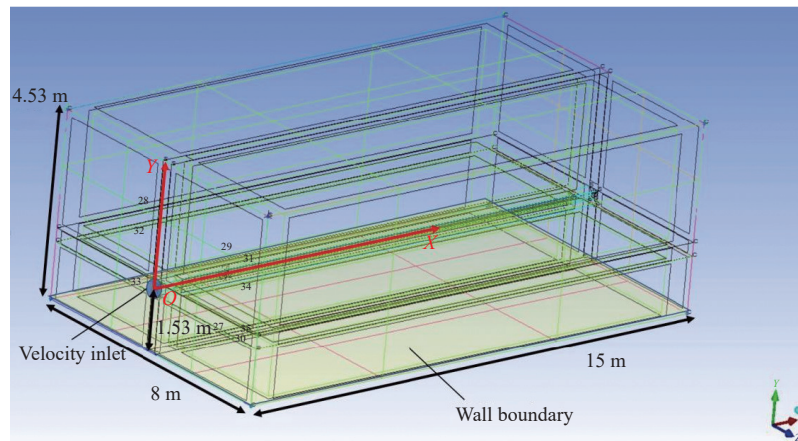 4.53 m
Y
28
32
29
31
X
33
34
O
1.53 m
27
30
Velocity inlet
15 m
8 m
Wall boundary
Y
X